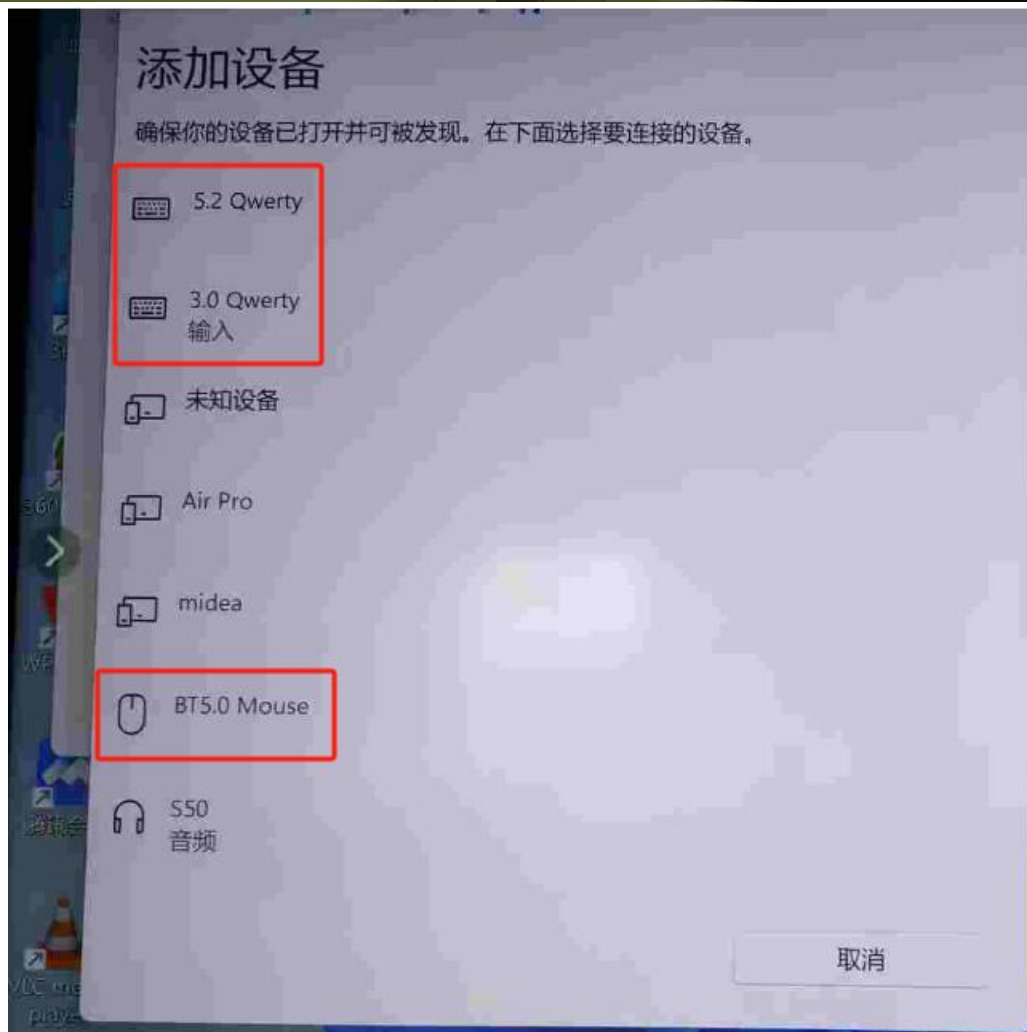 添加设备
确保你的设备已打开并可被发现。在下面选择要连接的设备。
5.2 Qwerty
3.0 Qwerty
输入
未知设备
Air Pro
midea
BT5.0 Mouse
S50
音频
取消